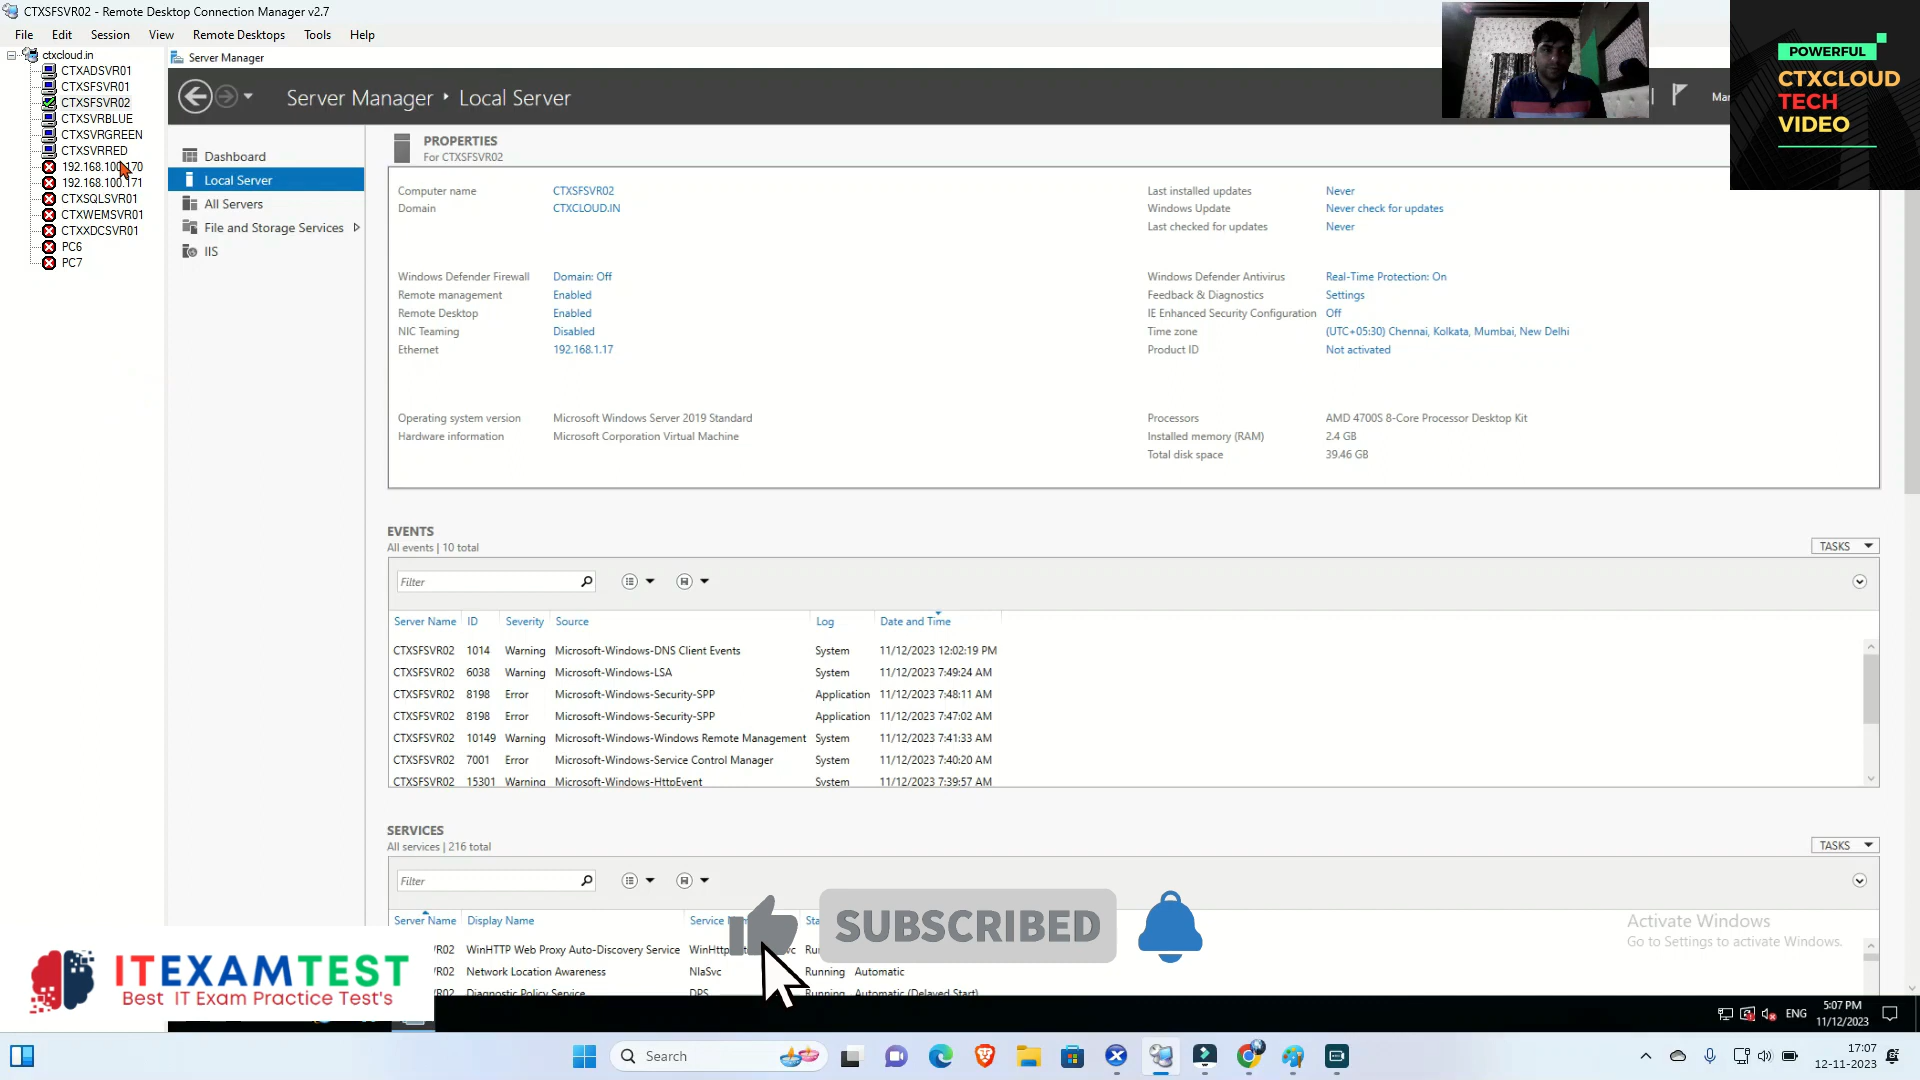 CTXSFSVR02 - Remote Desktop Connection Manager v2.7
File Edit Session View Remote Desktops Tools Help
ctxcloud.in
CTXADSVR01
CTXSFSVR01
CTXSFSVR02
CTXSVRBLUE
CTXSVRGREEN
CTXSVRRED
192.168.100.170
192.168.100.171
CTXSQLSVR01
CTXWEMSVR01
CTXXDCSVR01
PC6
PC7
Server Manager
Server Manager • Local Server
Dashboard
Local Server
All Servers
File and Storage Services
IIS
POWERFUL
CTXCLOUD
TECH
VIDEO
PROPERTIES
For CTXSFSVR02
Computer name CTXSFSVR02
Domain CTXCLOUD.IN
Last installed updates Never
Windows Update Never check for updates
Last checked for updates Never
Windows Defender Firewall Domain: Off
Remote management Enabled
Remote Desktop Enabled
NIC Teaming Disabled
Ethernet 192.168.1.17
Windows Defender Antivirus Real-Time Protection: On
Feedback & Diagnostics Settings
IE Enhanced Security Configuration Off
Time zone (UTC+05:30) Chennai, Kolkata, Mumbai, New Delhi
Product ID Not activated
Operating system version Microsoft Windows Server 2019 Standard
Hardware information Microsoft Corporation Virtual Machine
Processors AMD 4700S 8-Core Processor Desktop Kit
Installed memory (RAM) 2.4 GB
Total disk space 39.46 GB
EVENTS
All events | 10 total
TASKS
Filter
Server Name ID Severity Source Log Date and Time
CTXSFSVR02 1014 Warning Microsoft-Windows-DNS Client Events System 11/12/2023 12:02:19 PM
CTXSFSVR02 6038 Warning Microsoft-Windows-LSA System 11/12/2023 7:49:24 AM
CTXSFSVR02 8198 Error Microsoft-Windows-Security-SPP Application 11/12/2023 7:48:11 AM
CTXSFSVR02 8198 Error Microsoft-Windows-Security-SPP Application 11/12/2023 7:47:02 AM
CTXSFSVR02 10149 Warning Microsoft-Windows-Windows Remote Management System 11/12/2023 7:41:33 AM
CTXSFSVR02 7001 Error Microsoft-Windows-Service Control Manager System 11/12/2023 7:40:20 AM
CTXSFSVR02 15301 Warning Microsoft-Windows-HttpEvent System 11/12/2023 7:39:57 AM
SERVICES
All services | 216 total
TASKS
Filter
Server Name Display Name Service
R02 WinHTTP Web Proxy Auto-Discovery Service
R02 Network Location Awareness NlaSvc Running Automatic
R02 Diagnostic Policy Service DPS Running Automatic (Delayed Start)
SUBSCRIBED
Activate Windows
Go to Settings to activate Windows.
ITEXAMTEST
Best IT Exam Practice Test's
ENG
5:07 PM
11/12/2023
Search
17:07
12-11-2023